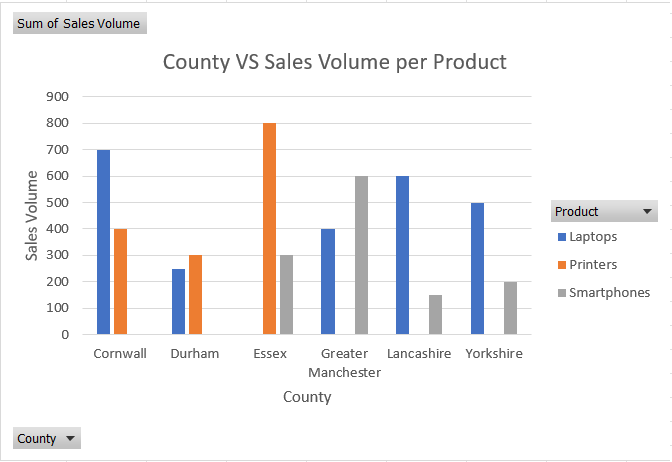 Sum of Sales Volume
County VS Sales Volume per Product
Sales Volume
900
800
700
600
500
400
300
200
100
0
Cornwall Durham Essex Greater Manchester Lancashire Yorkshire
County
Product
Laptops
Printers
Smartphones
County